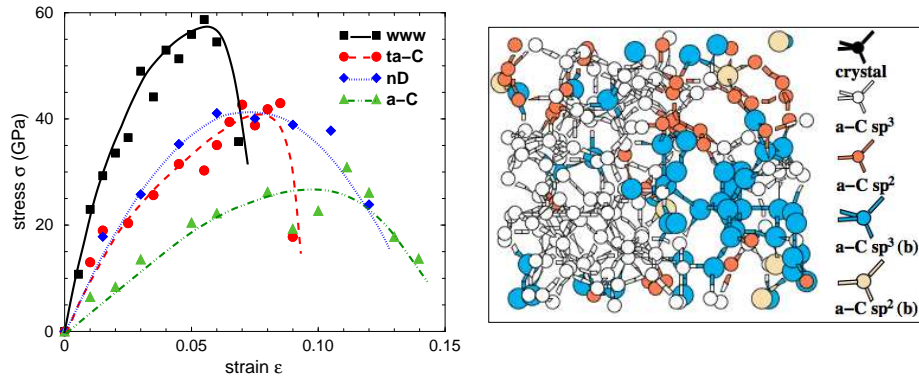 www
ta-C
nD
a-C
stress σ (GPa)
60
40
20
0
0
0.05
0.10
0.15
strain ε
crystal
a-C sp³
a-C sp²
a-C sp³ (b)
a-C sp² (b)